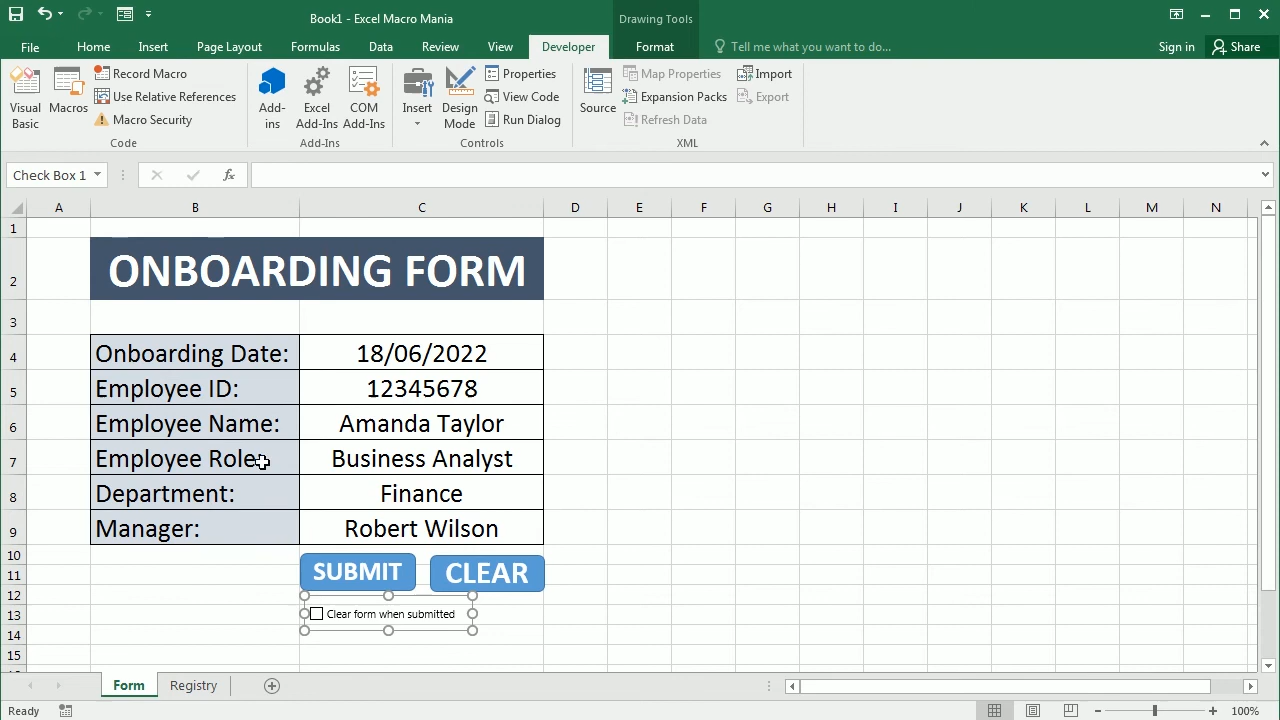 Book1 - Excel Macro Mania
Drawing Tools
File Home Insert Page Layout Formulas Data Review View Developer Format Tell me what you want to do... Sign in Share
Visual Basic
Macros
Record Macro
Use Relative References
Macro Security
Code
Add-ins
Excel Add-Ins
COM Add-Ins
Add-Ins
Insert
Design Mode
Properties
View Code
Run Dialog
Controls
Source
Map Properties
Expansion Packs
Refresh Data
Import
Export
XML
Check Box 1
fx
A B C D E F G H I J K L M N
1
2 ONBOARDING FORM
3
4 Onboarding Date: 18/06/2022
5 Employee ID: 12345678
6 Employee Name: Amanda Taylor
7 Employee Role: Business Analyst
8 Department: Finance
9 Manager: Robert Wilson
10
11 SUBMIT CLEAR
12
13 Clear form when submitted
14
15
Form Registry
Ready
100%